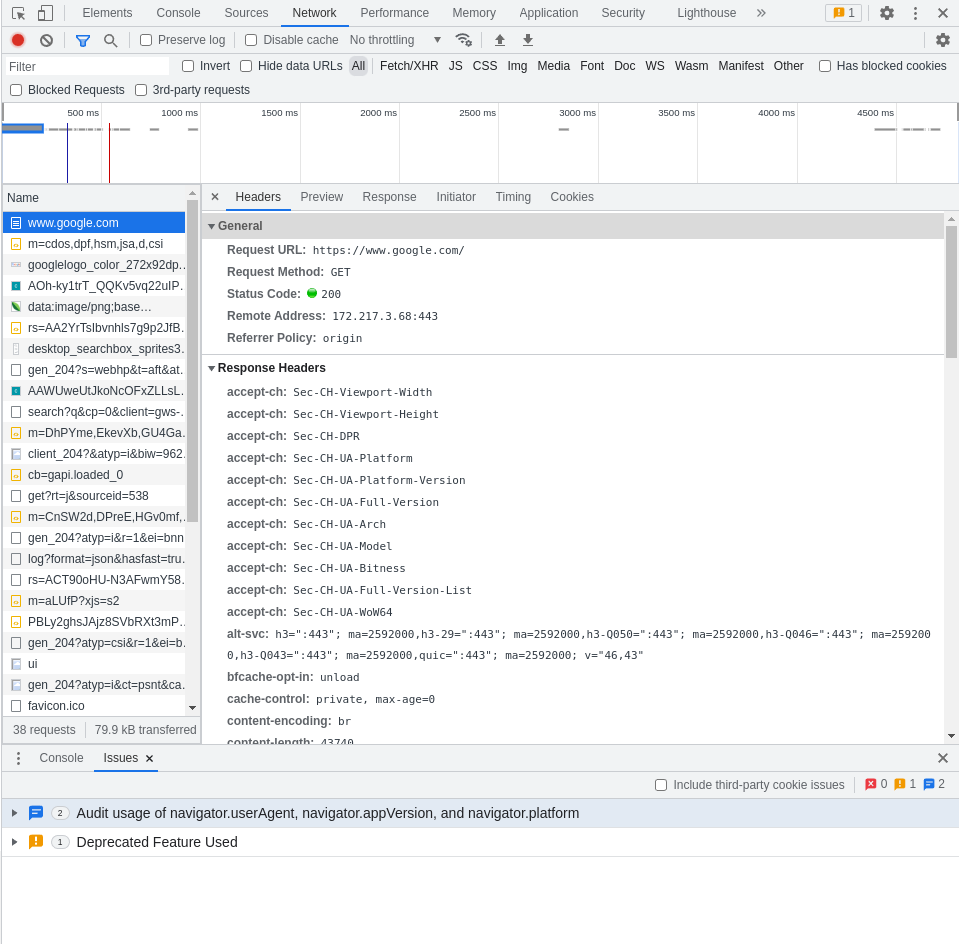 Elements Console Sources Network Performance Memory Application Security Lighthouse » 1
Preserve log Disable cache No throttling
Filter Invert Hide data URLs All Fetch/XHR JS CSS Img Media Font Doc WS Wasm Manifest Other Has blocked cookies
Blocked Requests 3rd-party requests
500 ms 1000 ms 1500 ms 2000 ms 2500 ms 3000 ms 3500 ms 4000 ms 4500 ms
Name
www.google.com
m=cdos,dpf,hsm,jsa,d,csi
googlelogo_color_272x92dp…
AOh-ky1trT_QQKv5vq22uIP…
data:image/png;base…
rs=AA2YrTsIbvnhls7g9p2JfB…
desktop_searchbox_sprites3…
gen_204?s=webhp&t=aft&at…
AAWUweUtJkoNcOFxZLLsL…
search?q&cp=0&client=gws-…
m=DhPYme,EkevXb,GU4Ga…
client_204?&atyp=i&biw=962…
cb=gapi.loaded_0
get?rt=j&sourceid=538
m=CnSW2d,DPreE,HGv0mf,…
gen_204?atyp=i&r=1&ei=bnn…
log?format=json&hasfast=tru…
rs=ACT90oHU-N3AFwmY58…
m=aLUfP?xjs=s2
PBLy2ghsJAjz8SVbRXt3mP…
gen_204?atyp=csi&r=1&ei=b…
ui
gen_204?atyp=i&ct=psnt&ca…
favicon.ico
38 requests 79.9 kB transferred
Headers Preview Response Initiator Timing Cookies
General
Request URL: https://www.google.com/
Request Method: GET
Status Code: 200
Remote Address: 172.217.3.68:443
Referrer Policy: origin
Response Headers
accept-ch: Sec-CH-Viewport-Width
accept-ch: Sec-CH-Viewport-Height
accept-ch: Sec-CH-DPR
accept-ch: Sec-CH-UA-Platform
accept-ch: Sec-CH-UA-Platform-Version
accept-ch: Sec-CH-UA-Full-Version
accept-ch: Sec-CH-UA-Arch
accept-ch: Sec-CH-UA-Model
accept-ch: Sec-CH-UA-Bitness
accept-ch: Sec-CH-UA-Full-Version-List
accept-ch: Sec-CH-UA-WoW64
alt-svc: h3=":443"; ma=2592000,h3-29=":443"; ma=2592000,h3-Q050=":443"; ma=2592000,h3-Q046=":443"; ma=259200
0,h3-Q043=":443"; ma=2592000,quic=":443"; ma=2592000; v="46,43"
bfcache-opt-in: unload
cache-control: private, max-age=0
content-encoding: br
content-length: 43740
Console Issues
Include third-party cookie issues 0 1 2
2 Audit usage of navigator.userAgent, navigator.appVersion, and navigator.platform
1 Deprecated Feature Used